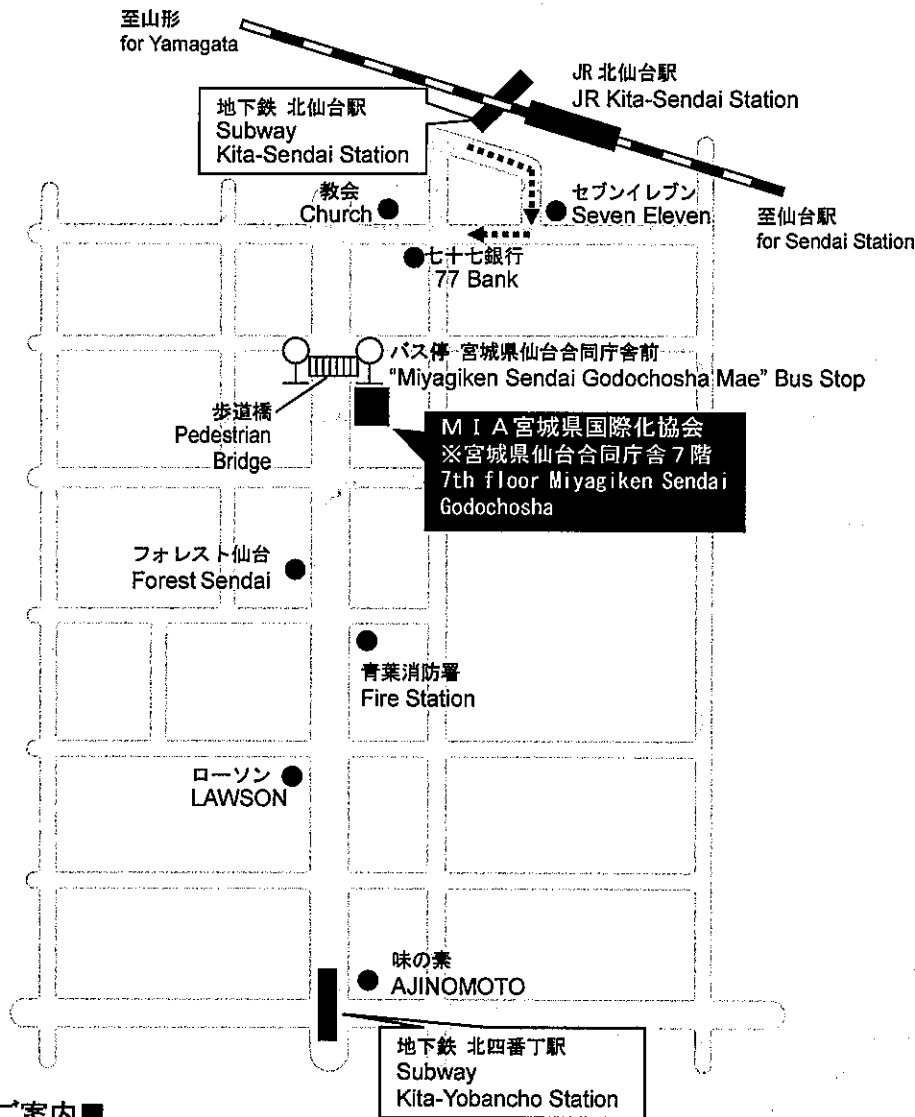 至山形
for Yamagata
JR 北仙台駅
JR Kita-Sendai Station
地下鉄 北仙台駅
Subway
Kita-Sendai Station
教会
Church
セブンイレブン
Seven Eleven
至仙台駅
for Sendai Station
七十七銀行
77 Bank
バス停 宮城県仙台合同庁舎前
"Miyagiken Sendai Godochosha Mae" Bus Stop
歩道橋
Pedestrian
Bridge
ＭＩＡ宮城県国際化協会
※宮城県仙台合同庁舎７階
7th floor Miyagiken Sendai
Godochosha
フォレスト仙台
Forest Sendai
青葉消防署
Fire Station
ローソン
LAWSON
味の素
AJINOMOTO
地下鉄 北四番丁駅
Subway
Kita-Yobancho Station
ご案内■